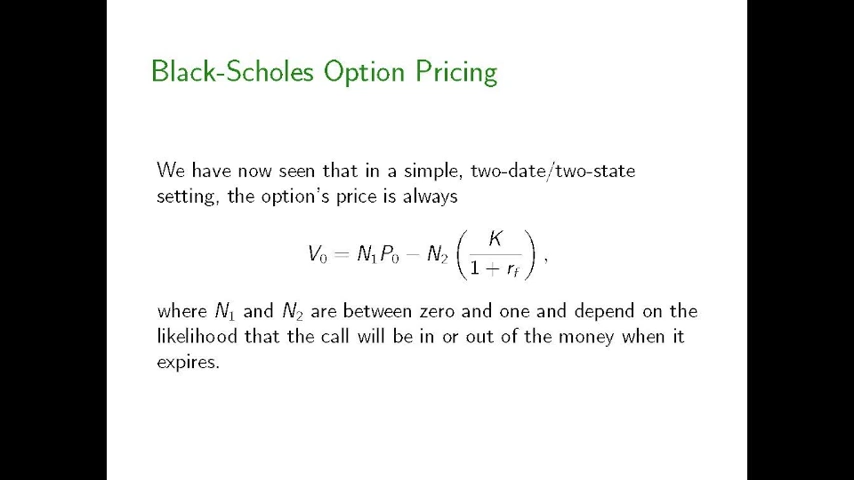 Black-Scholes Option Pricing
We have now seen that in a simple, two-date/two-state
setting, the option's price is always
V₀ = N₁P₀ − N₂ (K / (1 + r_f)),
where N₁ and N₂ are between zero and one and depend on the
likelihood that the call will be in or out of the money when it
expires.